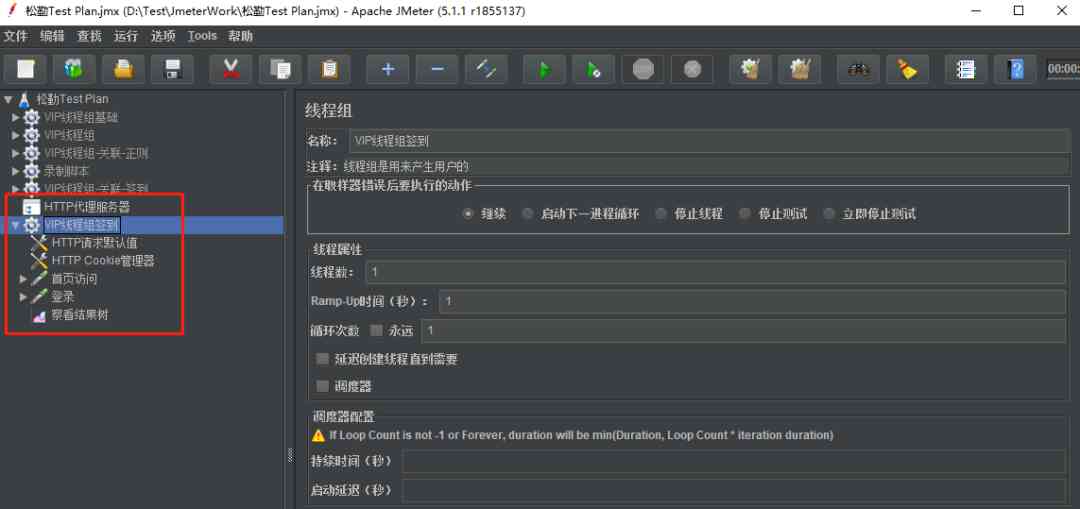 松勤Test Plan.jmx (D:\Test\JmeterWork\松勤Test Plan.jmx) - Apache JMeter (5.1.1 r1855137)
文件 编辑 查找 运行 选项 Tools 帮助
00:00:
松勤Test Plan
VIP线程组基础
VIP线程组
VIP线程组-关联-正则
录制脚本
VIP线程组-关联-签到
HTTP代理服务器
VIP线程组签到
HTTP请求默认值
HTTP Cookie管理器
首页访问
登录
察看结果树
线程组
名称： VIP线程组签到
注释： 线程组是用来产生用户的
在取样器错误后要执行的动作
继续 启动下一进程循环 停止线程 停止测试 立即停止测试
线程属性
线程数： 1
Ramp-Up时间（秒）： 1
循环次数 永远 1
延迟创建线程直到需要
调度器
调度器配置
If Loop Count is not -1 or Forever, duration will be min(Duration, Loop Count * iteration duration)
持续时间（秒）
启动延迟（秒）